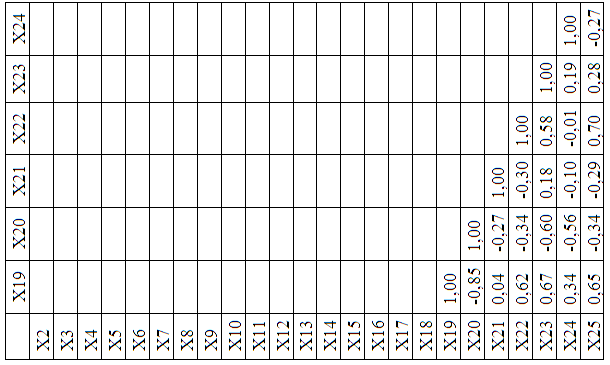 X19 X20 X21 X22 X23 X24
X2
X3
X4
X5
X6
X7
X8
X9
X10
X11
X12
X13
X14
X15
X16
X17
X18
X19 1,00
X20 -0,85 1,00
X21 0,04 -0,27 1,00
X22 0,62 -0,34 -0,30 1,00
X23 0,67 -0,60 0,18 0,58 1,00
X24 0,34 -0,56 -0,10 -0,01 0,19 1,00
X25 0,65 -0,34 -0,29 0,70 0,28 -0,27